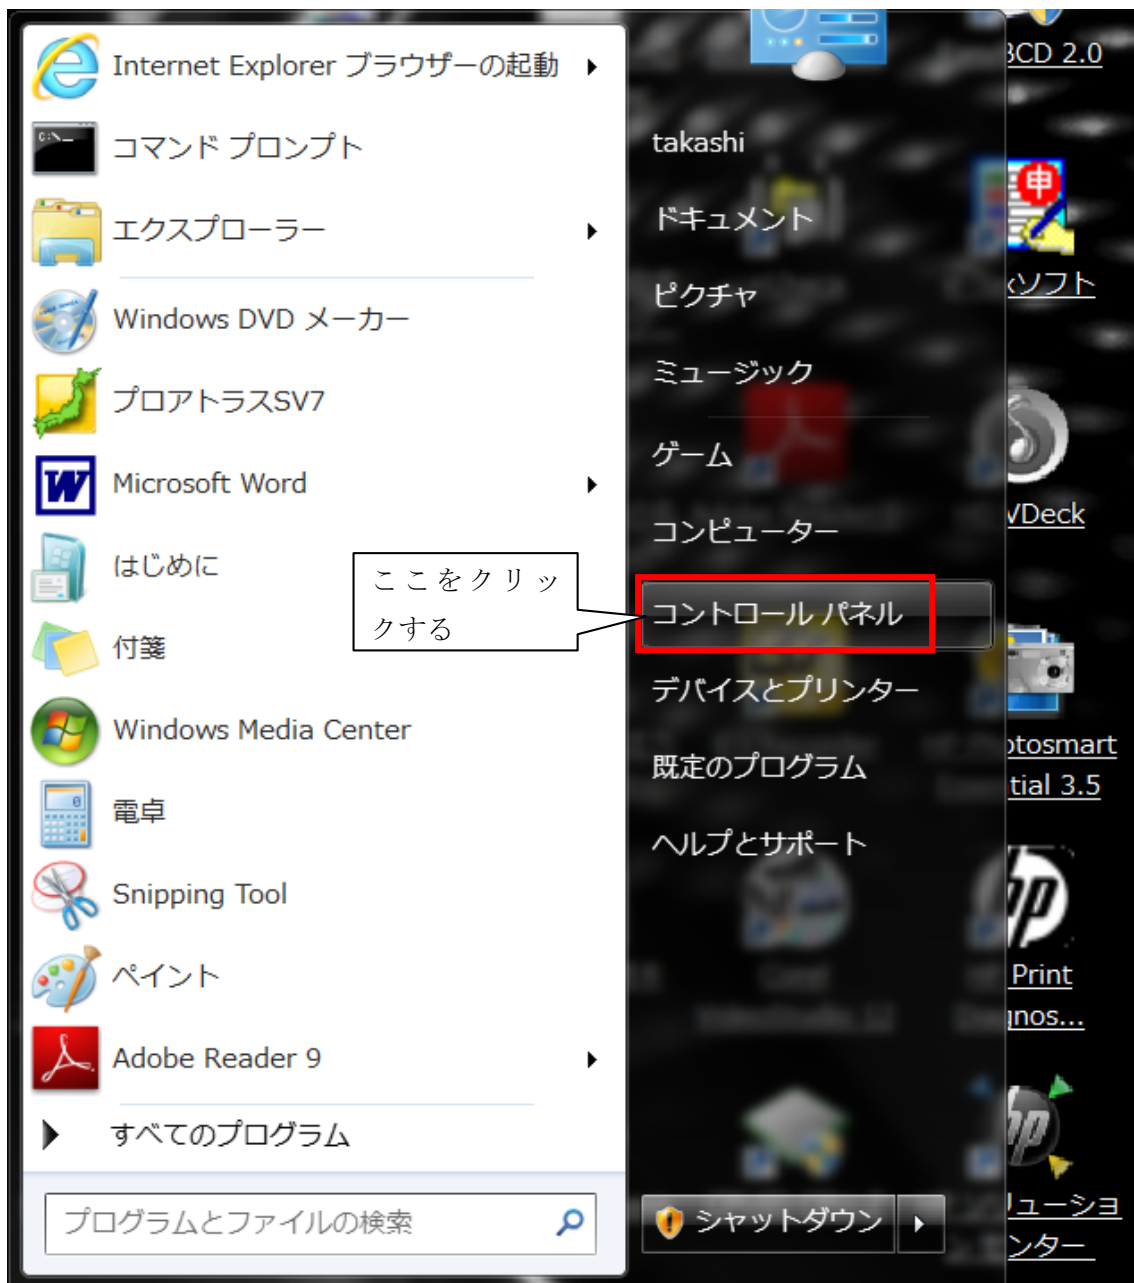 Internet Explorer ブラウザーの起動
コマンド プロンプト
エクスプローラー
Windows DVD メーカー
プロアトラスSV7
Microsoft Word
はじめに
付箋
Windows Media Center
電卓
Snipping Tool
ペイント
Adobe Reader 9
すべてのプログラム
プログラムとファイルの検索
takashi
ドキュメント
ピクチャ
ミュージック
ゲーム
コンピューター
ここをクリッ
クする
コントロール パネル
デバイスとプリンター
既定のプログラム
ヘルプとサポート
シャットダウン
BCD 2.0
申
xソフト
VDeck
otosmart
tial 3.5
hp
Print
gnos...
hp
リューショ
ンター